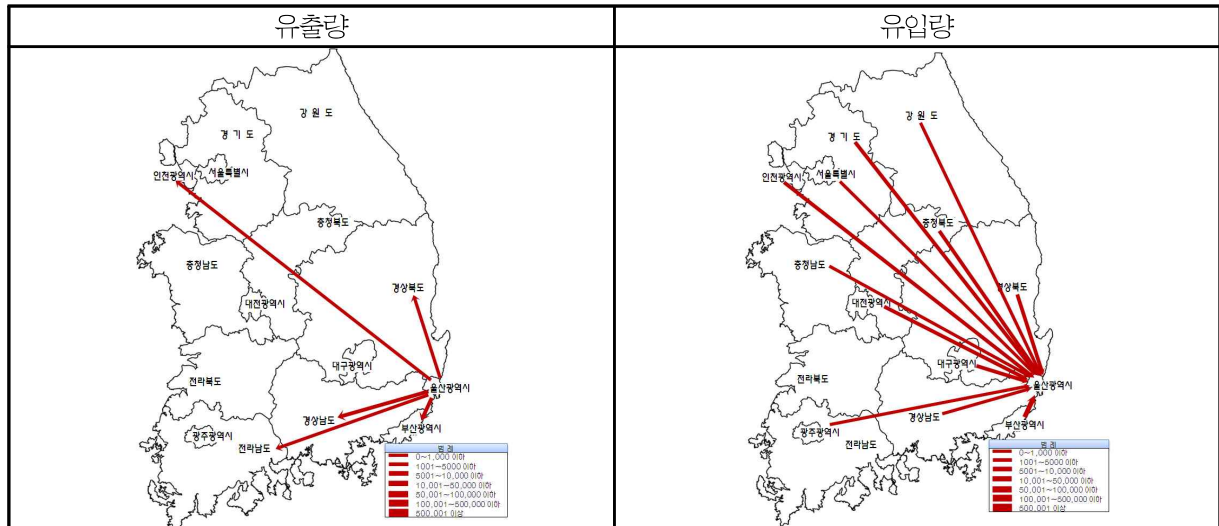 유출량
강 원 도
경 기 도
인천광역시
서울특별시
충청북도
충청남도
경상북도
대전광역시
대구광역시
전라북도
울산광역시
경상남도
부산광역시
광주광역시
전라남도
범 례
0~1,000 이하
1001~5000 이하
5001~10,000 이하
10,001~50,000 이하
50,001~100,000 이하
100,001~500,000 이하
500,001 이상
유입량
강 원 도
경 기 도
인천광역시
서울특별시
충청북도
충청남도
경상북도
대전광역시
대구광역시
전라북도
울산광역시
경상남도
부산광역시
광주광역시
전라남도
범 례
0~1,000 이하
1001~5000 이하
5001~10,000 이하
10,001~50,000 이하
50,001~100,000 이하
100,001~500,000 이하
500,001 이상